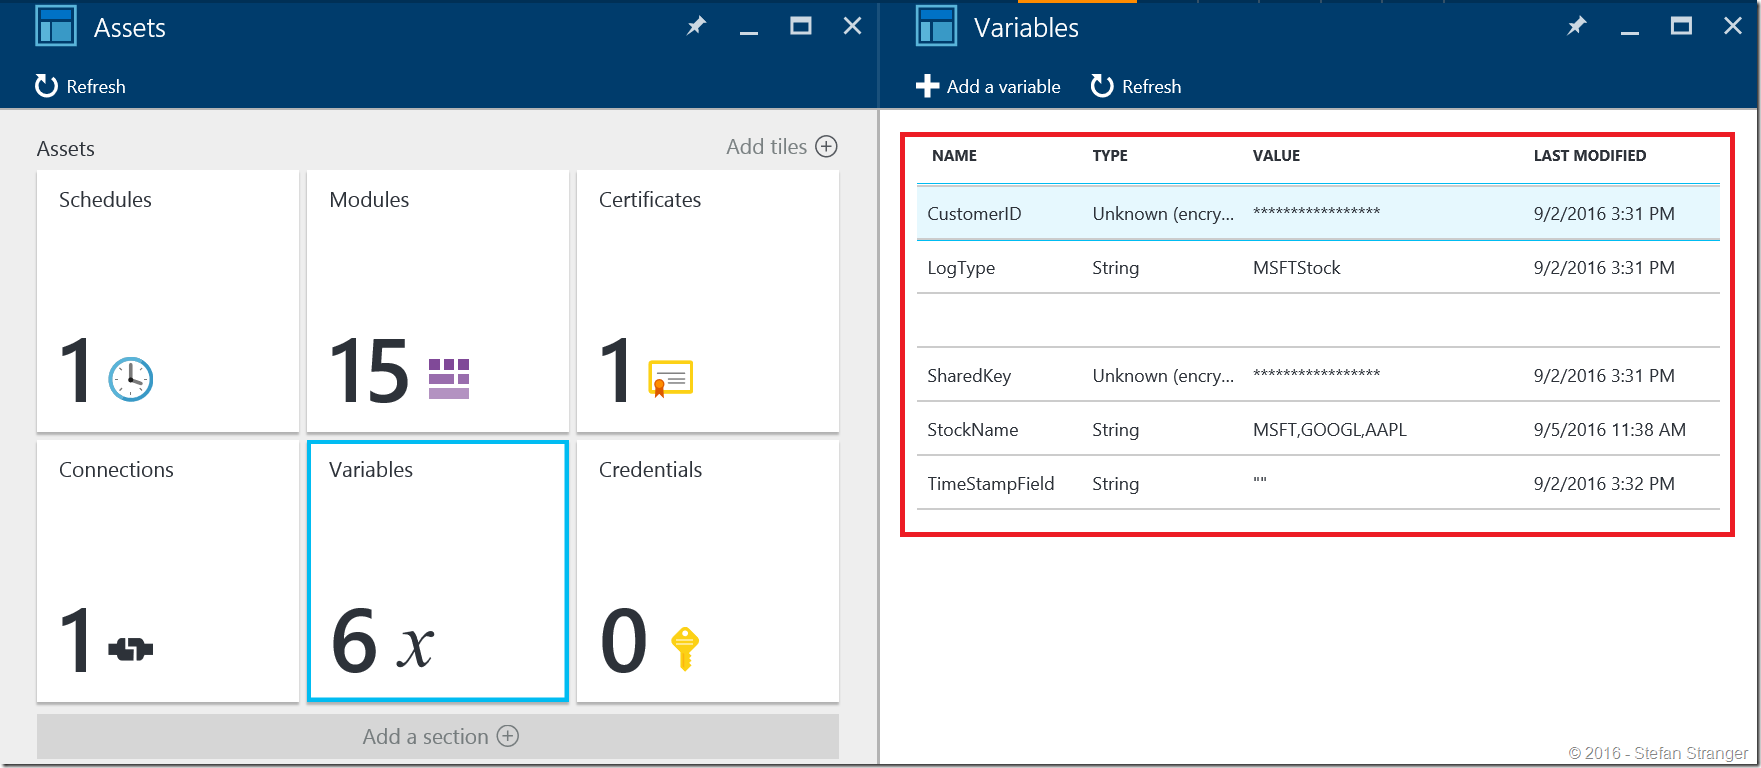 Assets
Refresh
Assets
Add tiles
Schedules
1
Modules
15
Certificates
1
Connections
1
Variables
6 x
Credentials
0
Add a section
Variables
Add a variable Refresh
NAME TYPE VALUE LAST MODIFIED
CustomerID Unknown (encry... ***************** 9/2/2016 3:31 PM
LogType String MSFTStock 9/2/2016 3:31 PM
SharedKey Unknown (encry... ***************** 9/2/2016 3:31 PM
StockName String MSFT,GOOGL,AAPL 9/5/2016 11:38 AM
TimeStampField String "" 9/2/2016 3:32 PM
© 2016 - Stefan Stranger